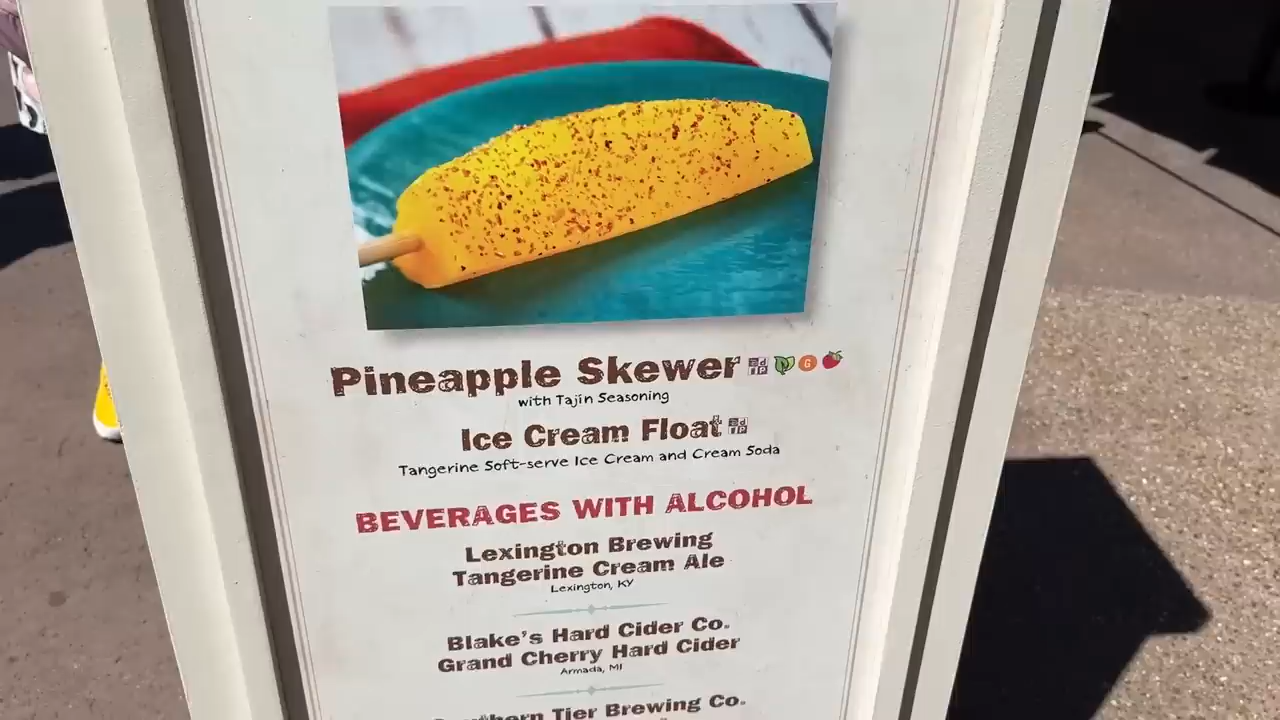 Pineapple Skewer
with Tajín Seasoning
Ice Cream Float
Tangerine Soft-serve Ice Cream and Cream Soda
BEVERAGES WITH ALCOHOL
Lexington Brewing
Tangerine Cream Ale
Lexington, KY
Blake's Hard Cider Co.
Grand Cherry Hard Cider
Armada, MI
Southern Tier Brewing Co.